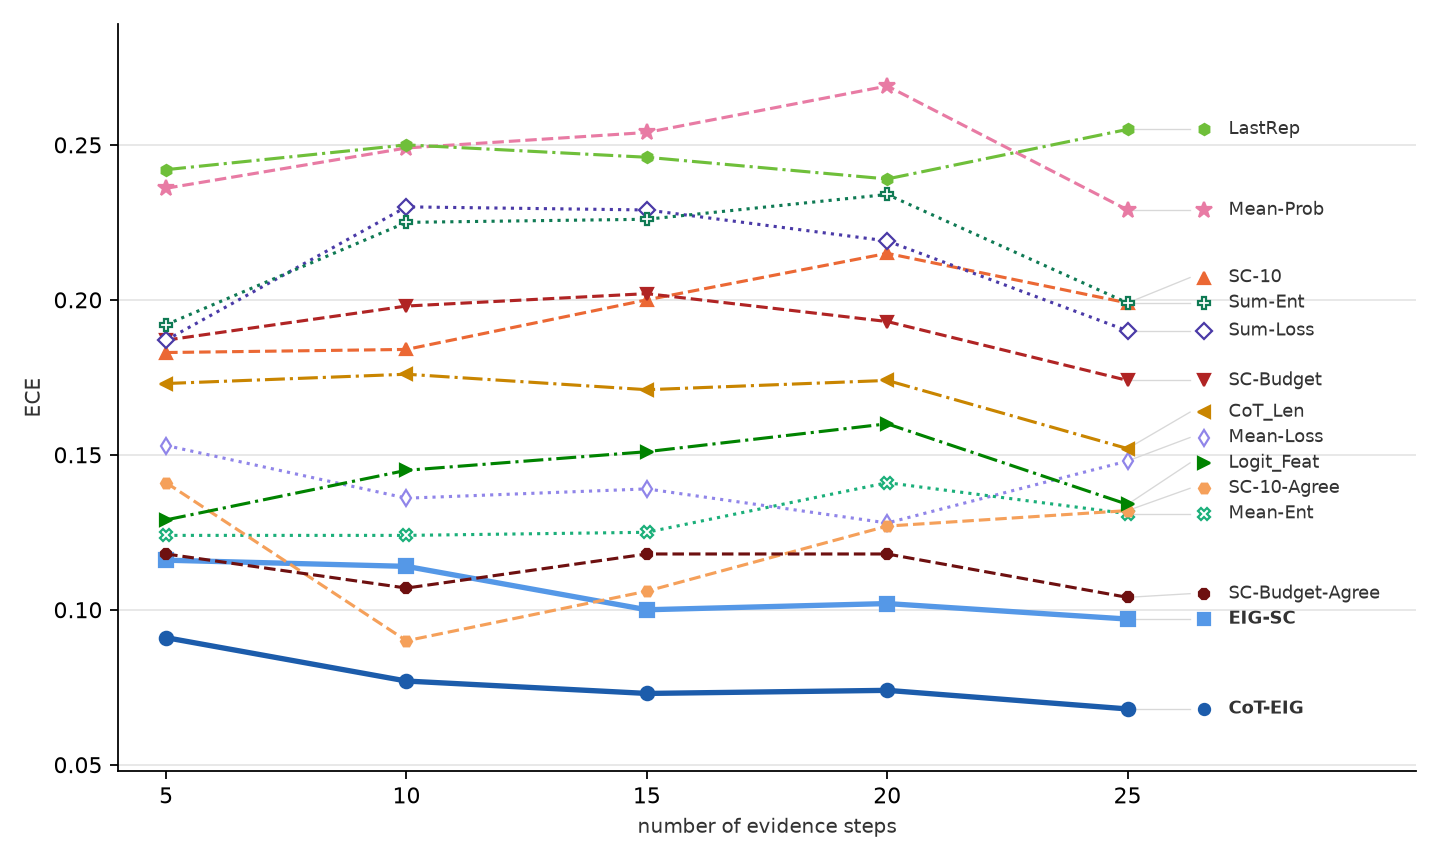 0.25
0.20
0.15
0.10
0.05
ECE
5
10
15
20
25
number of evidence steps
LastRep
Mean-Prob
SC-10
Sum-Ent
Sum-Loss
SC-Budget
CoT_Len
Mean-Loss
Logit_Feat
SC-10-Agree
Mean-Ent
SC-Budget-Agree
EIG-SC
CoT-EIG